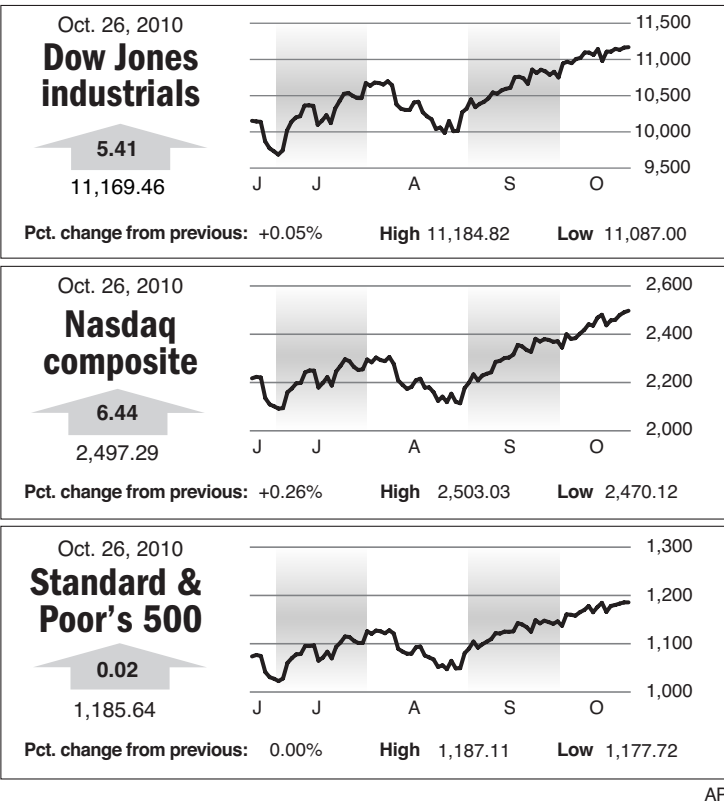 Oct. 26, 2010
Dow Jones
industrials
5.41
11,169.46
11,500
11,000
10,500
10,000
9,500
J J A S O
Pct. change from previous: +0.05% High 11,184.82 Low 11,087.00
Oct. 26, 2010
Nasdaq
composite
6.44
2,497.29
2,600
2,400
2,200
2,000
J J A S O
Pct. change from previous: +0.26% High 2,503.03 Low 2,470.12
Oct. 26, 2010
Standard &
Poor's 500
0.02
1,185.64
1,300
1,200
1,100
1,000
J J A S O
Pct. change from previous: 0.00% High 1,187.11 Low 1,177.72
AP